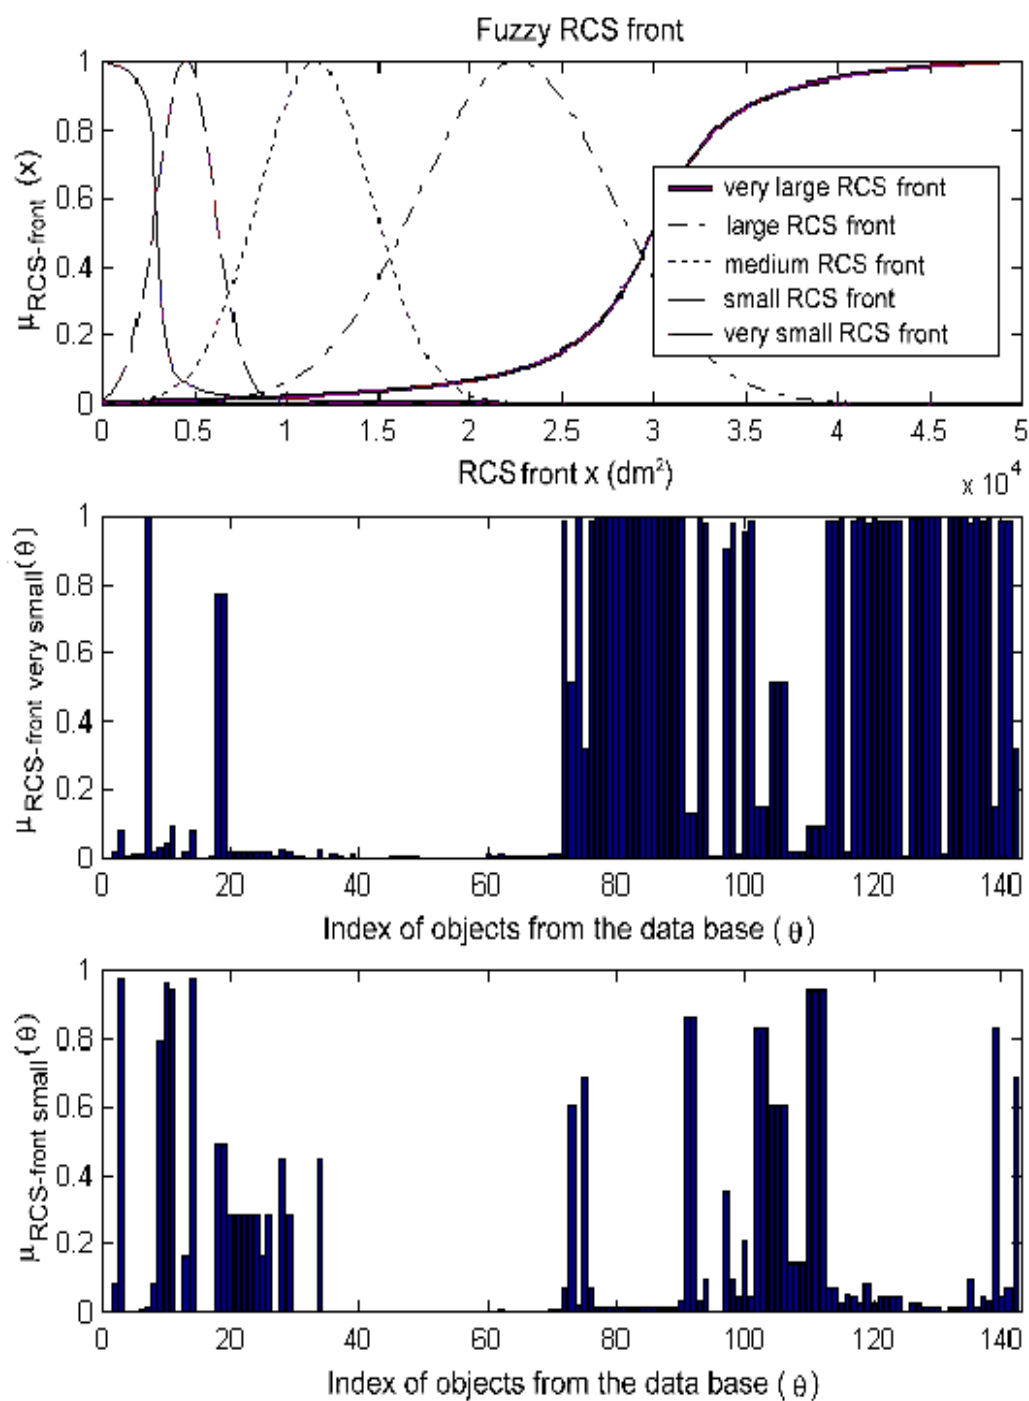 Fuzzy RCS front
1
0.8
0.6
0.4
0.2
0
μRCS-front (x)
very large RCS front
large RCS front
medium RCS front
small RCS front
very small RCS front
0 0.5 1 1.5 2 2.5 3 3.5 4 4.5 5
RCS front x (dm²)
x 10⁴
1
0.8
0.6
0.4
0.2
0
μRCS-front very small(θ)
0 20 40 60 80 100 120 140
Index of objects from the data base ( θ )
1
0.8
0.6
0.4
0.2
0
μRCS-front small(θ)
0 20 40 60 80 100 120 140
Index of objects from the data base ( θ )